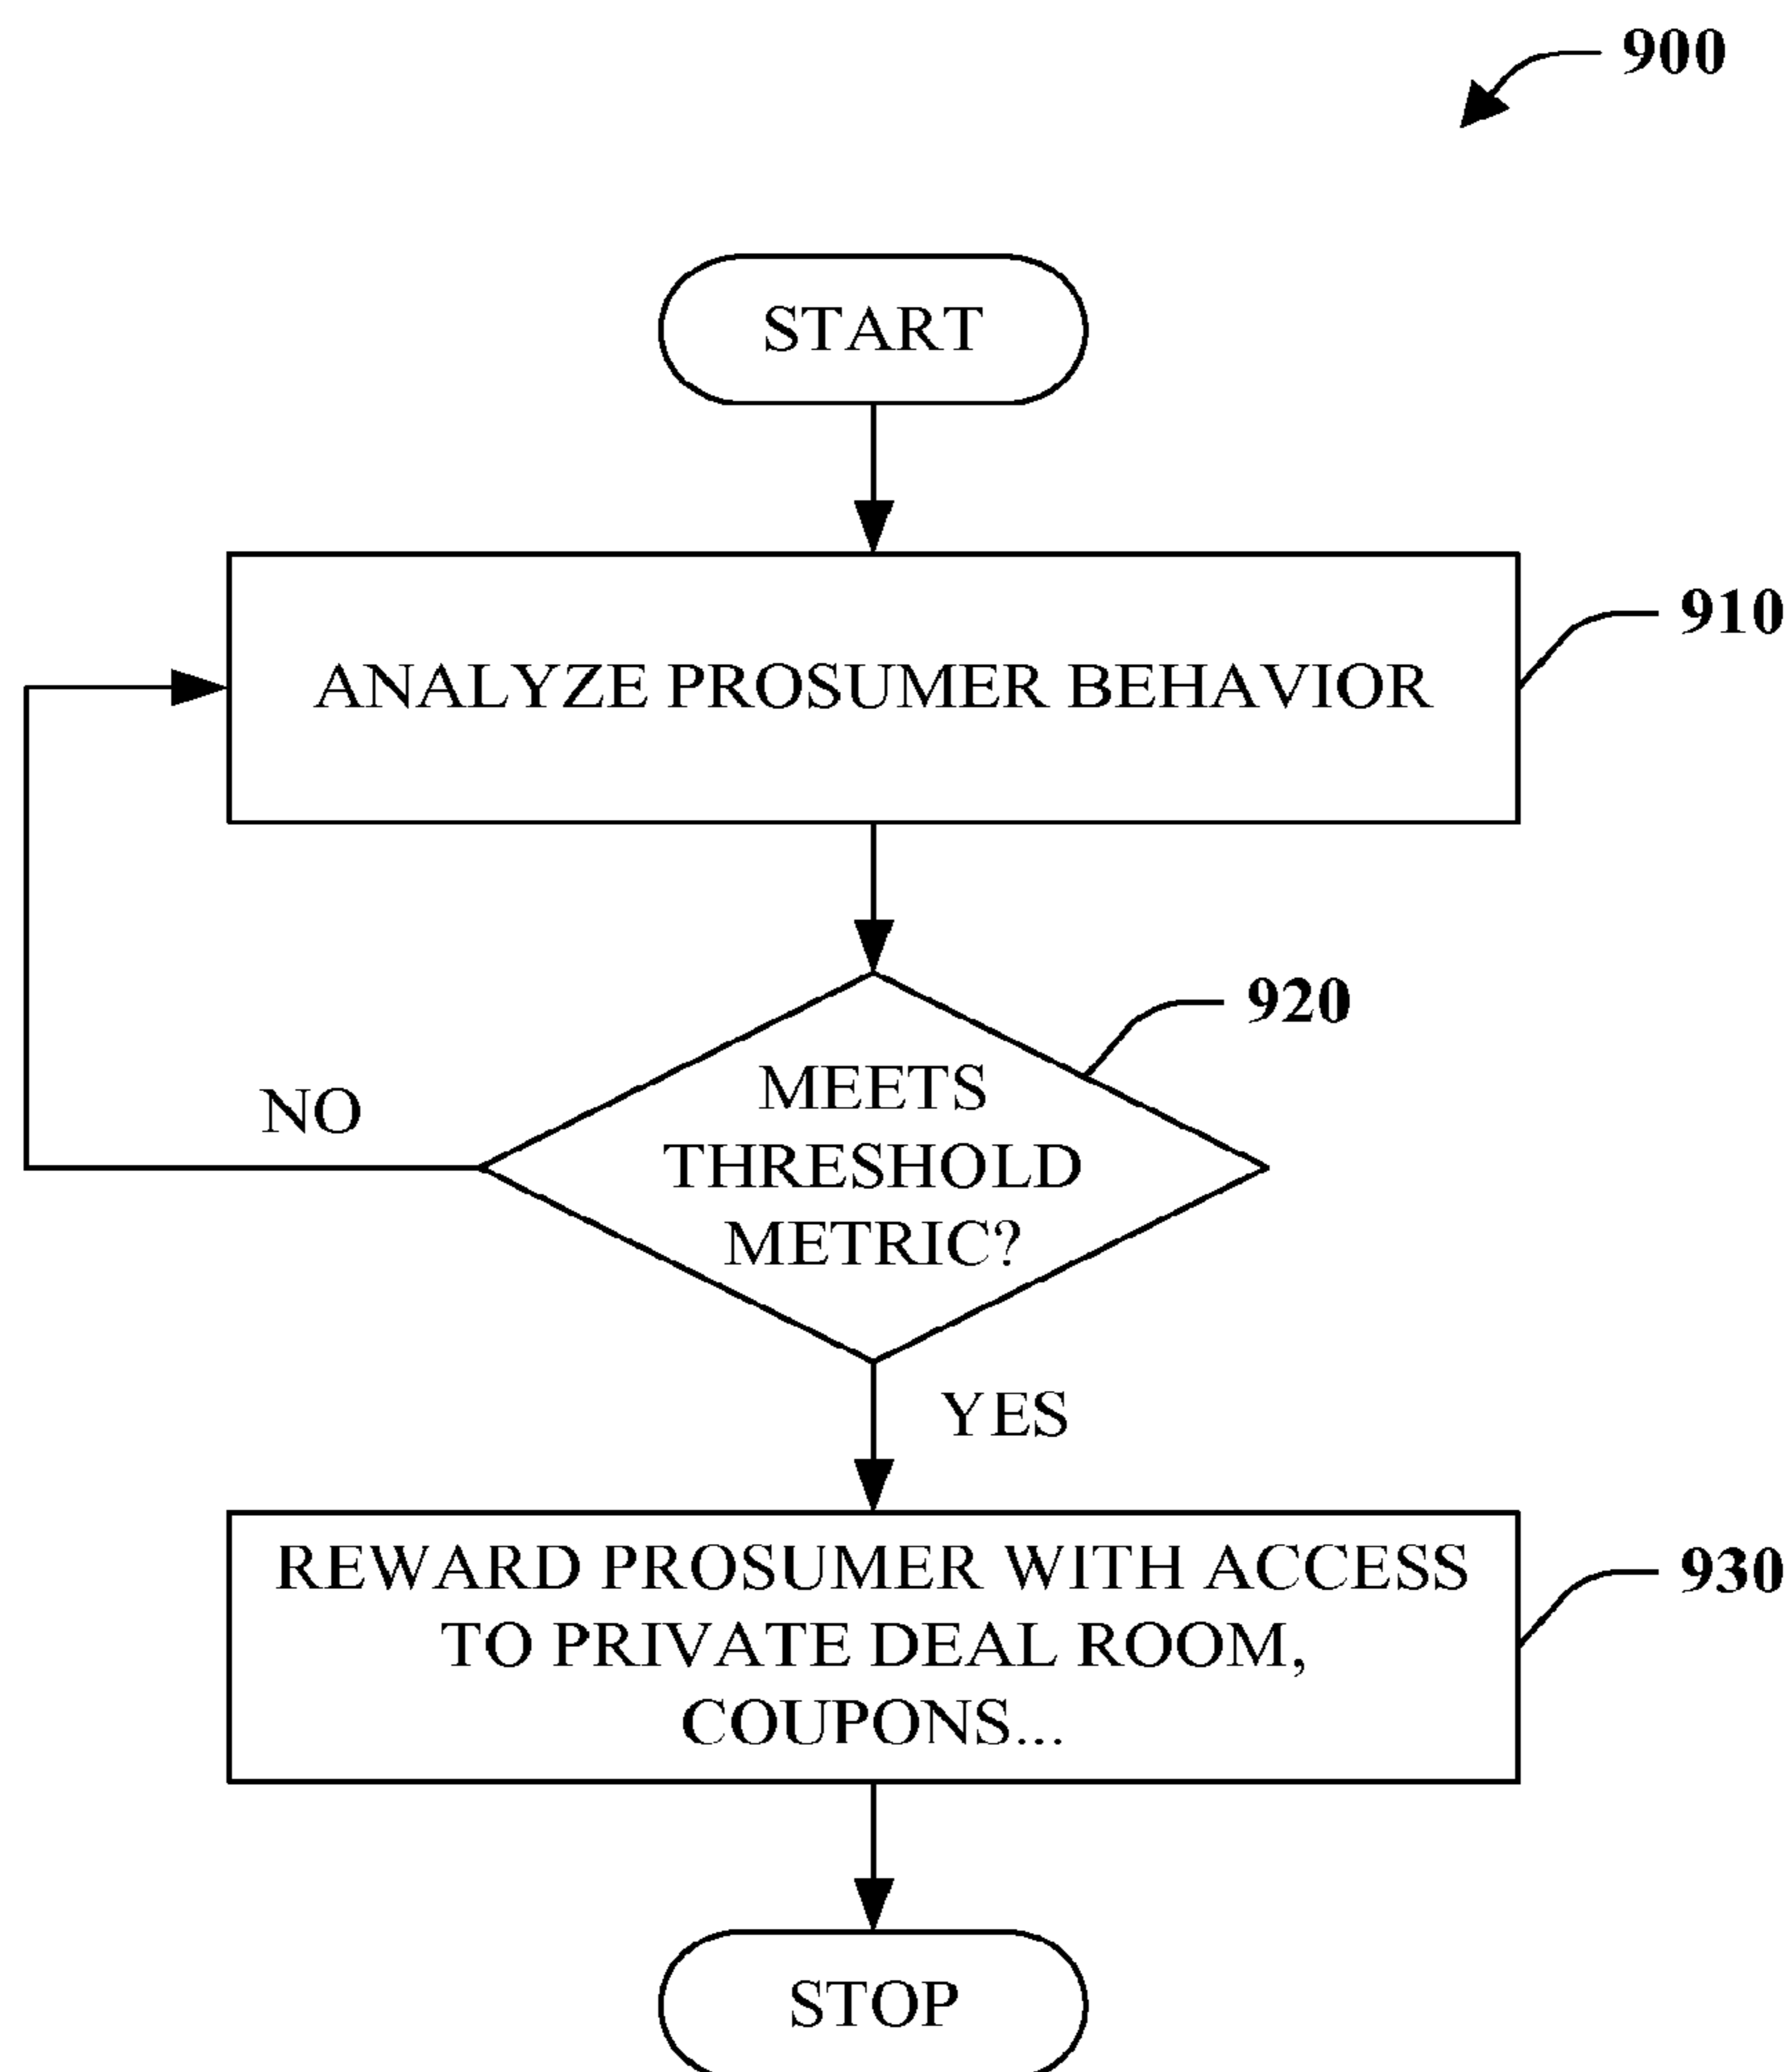 900
START
ANALYZE PROSUMER BEHAVIOR
910
920
MEETS
THRESHOLD
METRIC?
NO
YES
REWARD PROSUMER WITH ACCESS
TO PRIVATE DEAL ROOM,
COUPONS...
930
STOP